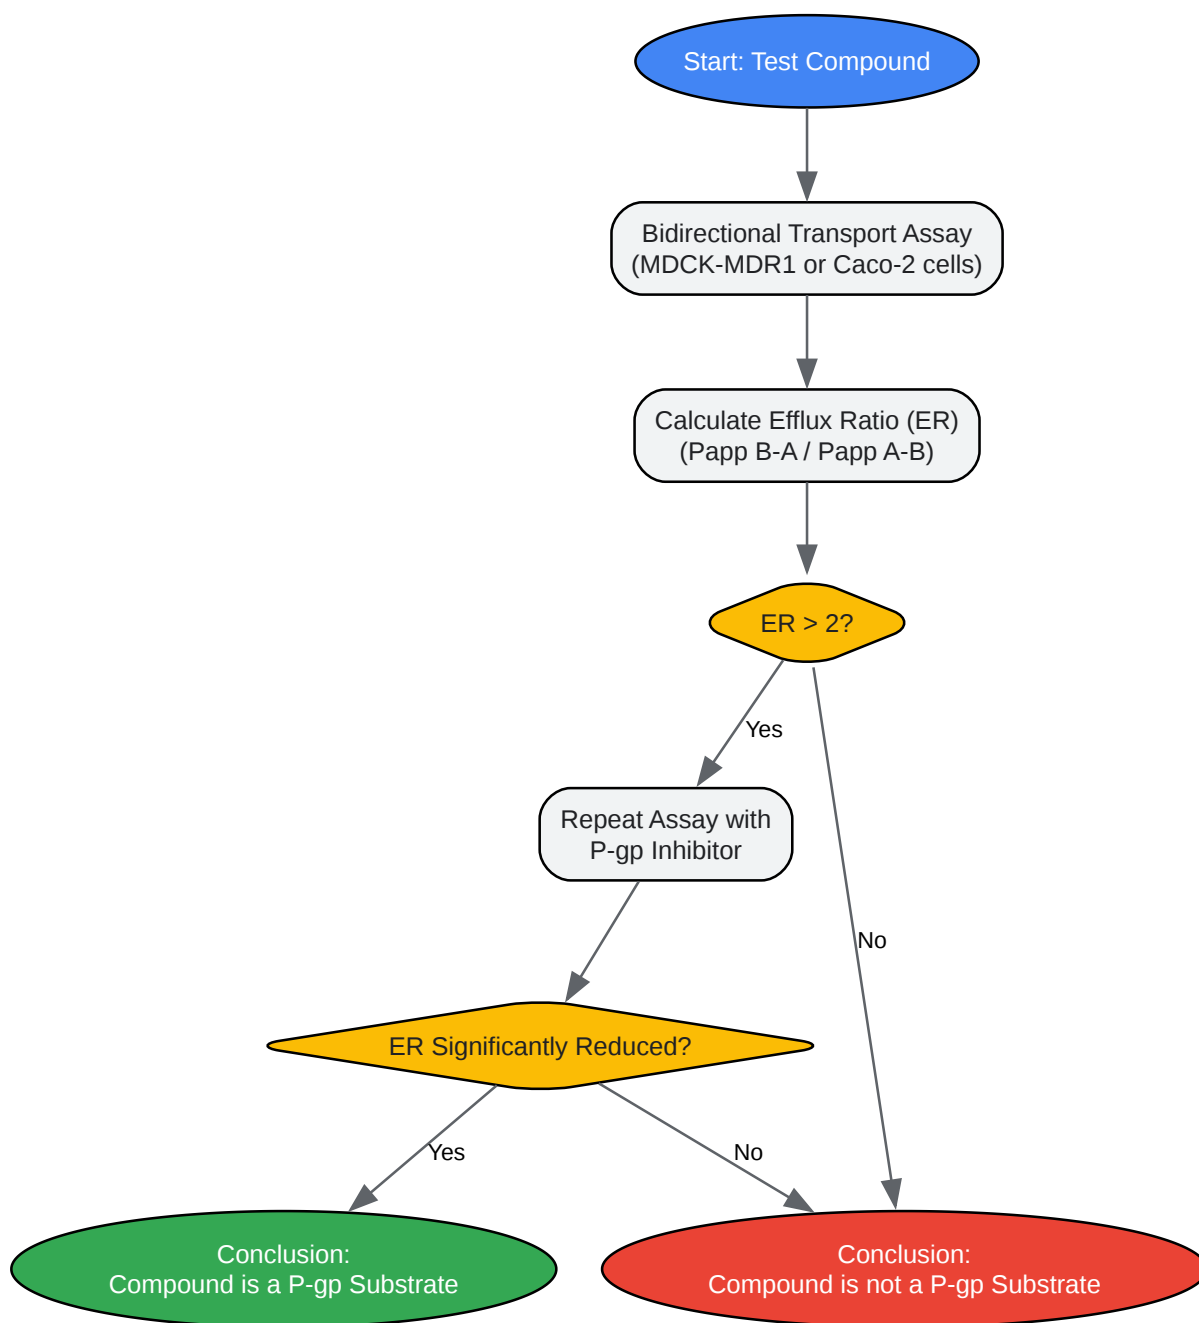 Start: Test Compound
Bidirectional Transport Assay
(MDCK-MDR1 or Caco-2 cells)
Calculate Efflux Ratio (ER)
(Papp B-A / Papp A-B)
ER > 2?
Yes
Repeat Assay with
P-gp Inhibitor
No
ER Significantly Reduced?
Yes
No
Conclusion:
Compound is a P-gp Substrate
Conclusion:
Compound is not a P-gp Substrate